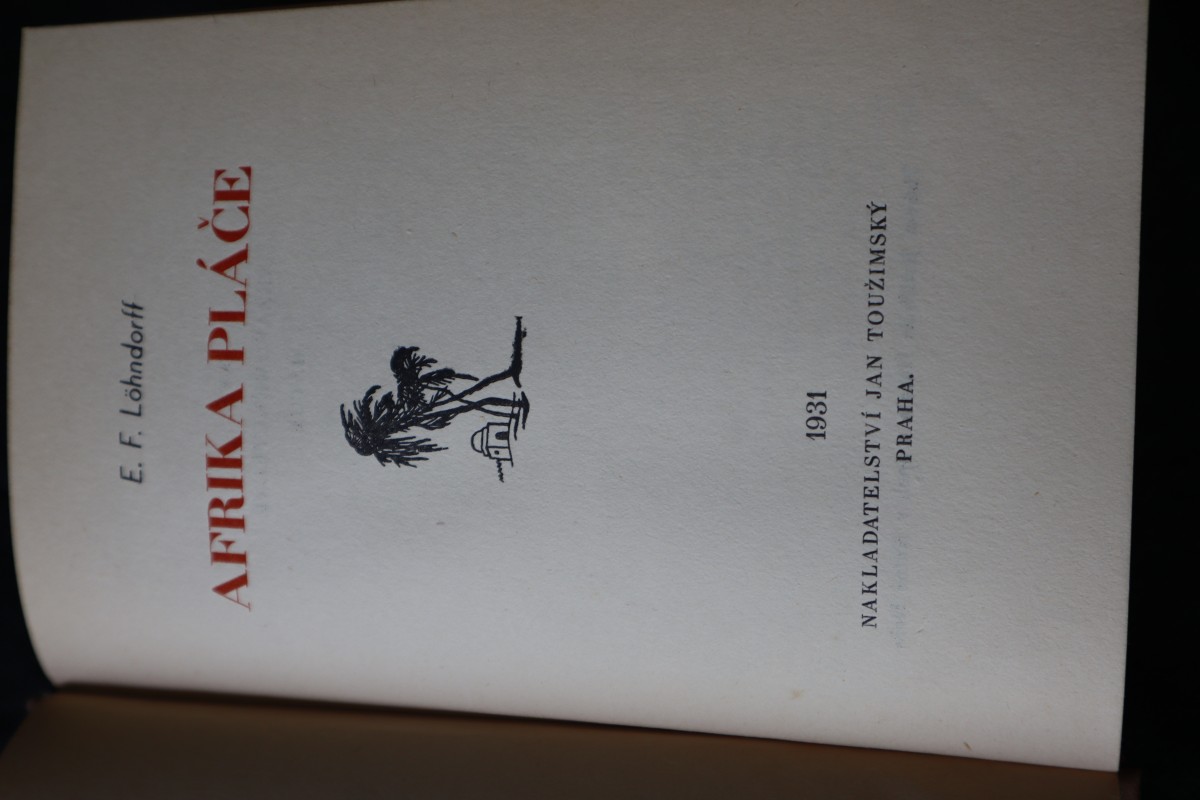 E. F. Löhndorff
AFRIKA PLÁČE
1931
NAKLADATELSTVÍ JAN TOUŽIMSKÝ
PRAHA.